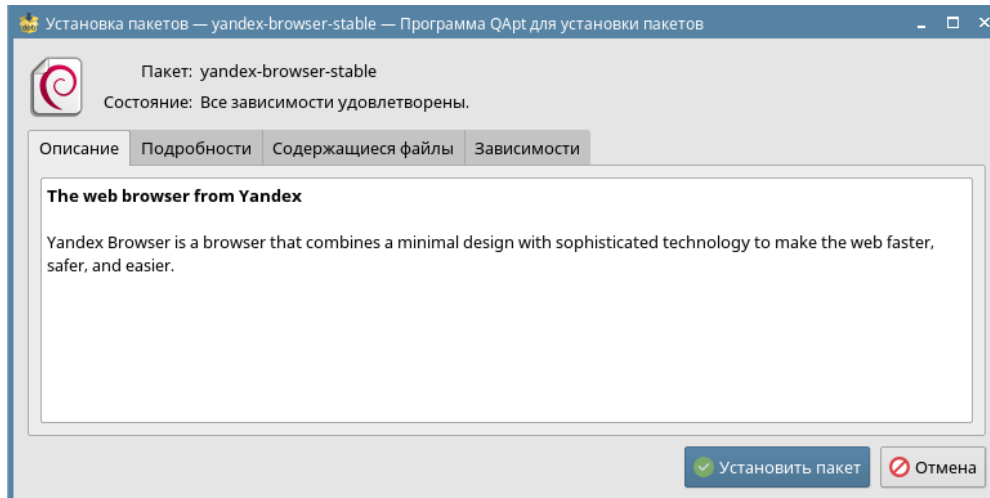 Установка пакетов — yandex-browser-stable — Программа QApt для установки пакетов
Пакет: yandex-browser-stable
Состояние: Все зависимости удовлетворены.
Описание Подробности Содержащиеся файлы Зависимости
The web browser from Yandex
Yandex Browser is a browser that combines a minimal design with sophisticated technology to make the web faster,
safer, and easier.
Установить пакет Отмена